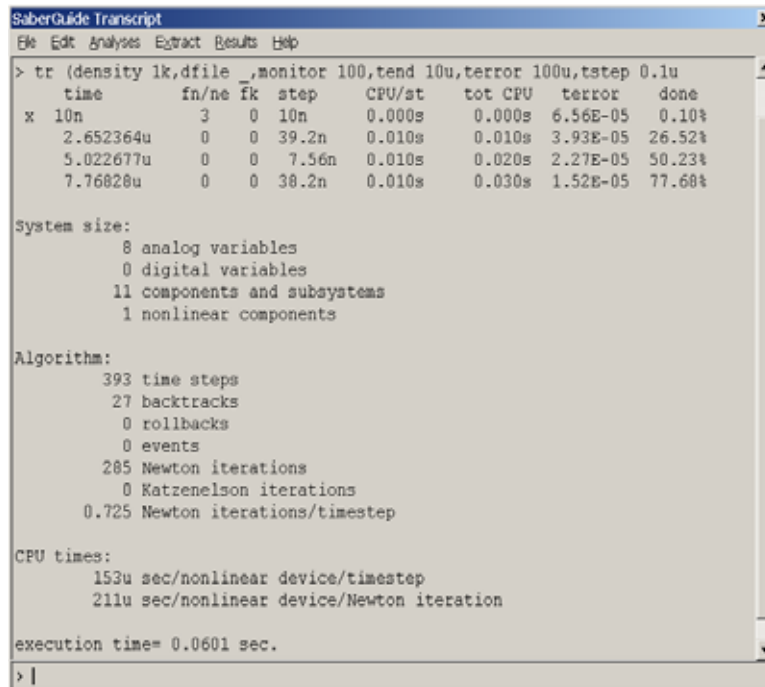 SaberGuide Transcript
File Edit Analyses Extract Results Help
> tr (density 1k,dfile _,monitor 100,tend 10u,terror 100u,tstep 0.1u
time fn/ne fk step CPU/st tot CPU terror done
x 10n 3 0 10n 0.000s 0.000s 6.56E-05 0.10%
2.652364u 0 0 39.2n 0.010s 0.010s 3.93E-05 26.52%
5.022677u 0 0 7.56n 0.010s 0.020s 2.27E-05 50.23%
7.76828u 0 0 38.2n 0.010s 0.030s 1.52E-05 77.68%
System size:
8 analog variables
0 digital variables
11 components and subsystems
1 nonlinear components
Algorithm:
393 time steps
27 backtracks
0 rollbacks
0 events
285 Newton iterations
0 Katzenelson iterations
0.725 Newton iterations/timestep
CPU times:
153u sec/nonlinear device/timestep
211u sec/nonlinear device/Newton iteration
execution time= 0.0601 sec.
>